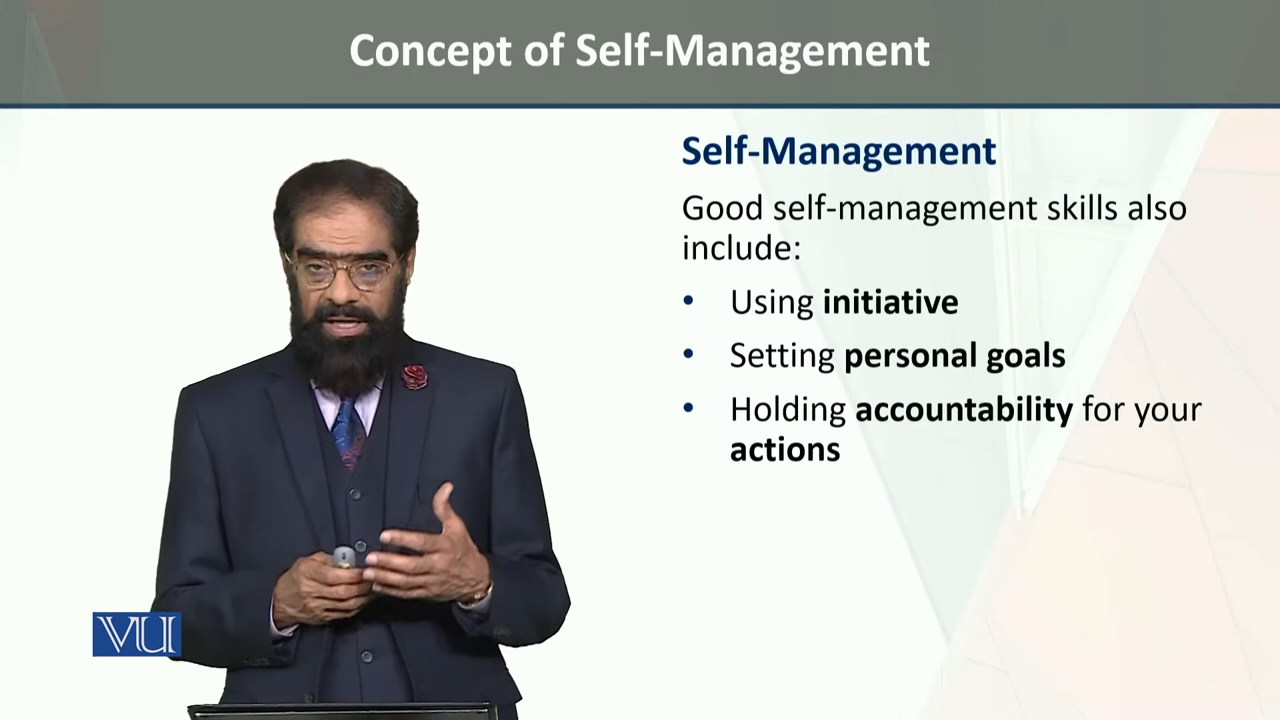 Concept of Self-Management
Self-Management
Good self-management skills also
include:
• Using initiative
• Setting personal goals
• Holding accountability for your
actions
VU